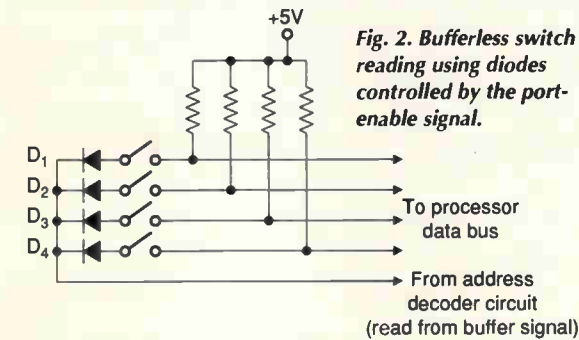 +5V
Fig. 2. Bufferless switch
reading using diodes
controlled by the port-
enable signal.
D1
D2
D3
D4
To processor
data bus
From address
decoder circuit
(read from buffer signal)